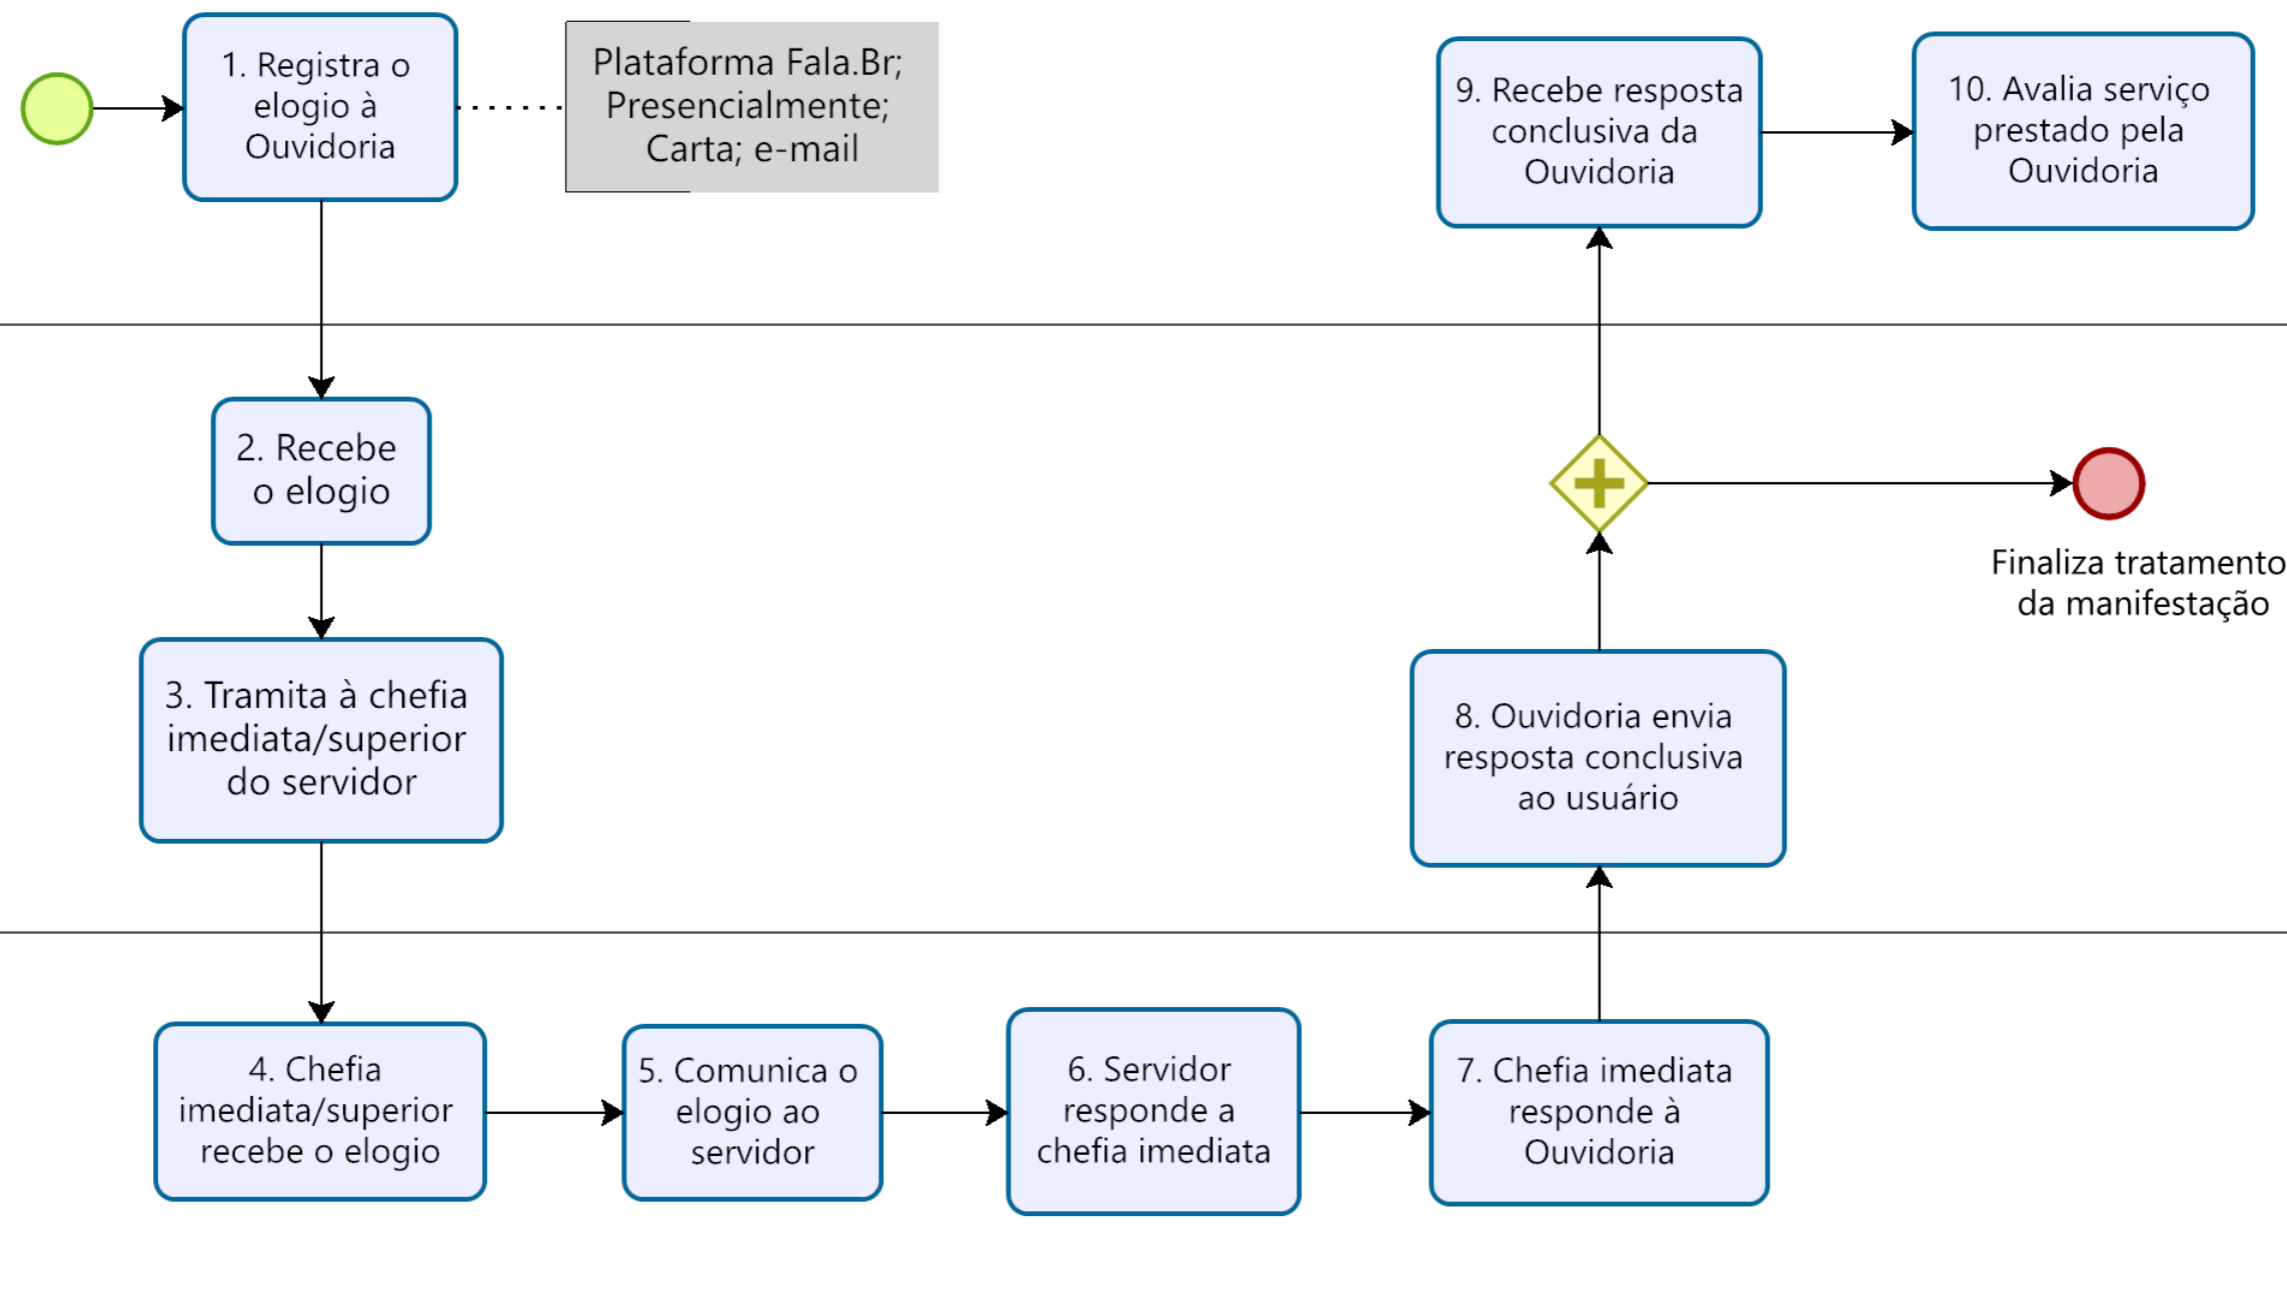 1. Registra o
elogio à
Ouvidoria
Plataforma Fala.Br;
Presencialmente;
Carta; e-mail
9. Recebe resposta
conclusiva da
Ouvidoria
10. Avalia serviço
prestado pela
Ouvidoria
2. Recebe
o elogio
Finaliza tratamento
da manifestação
3. Tramita à chefia
imediata/superior
do servidor
8. Ouvidoria envia
resposta conclusiva
ao usuário
4. Chefia
imediata/superior
recebe o elogio
5. Comunica o
elogio ao
servidor
6. Servidor
responde a
chefia imediata
7. Chefia imediata
responde à
Ouvidoria